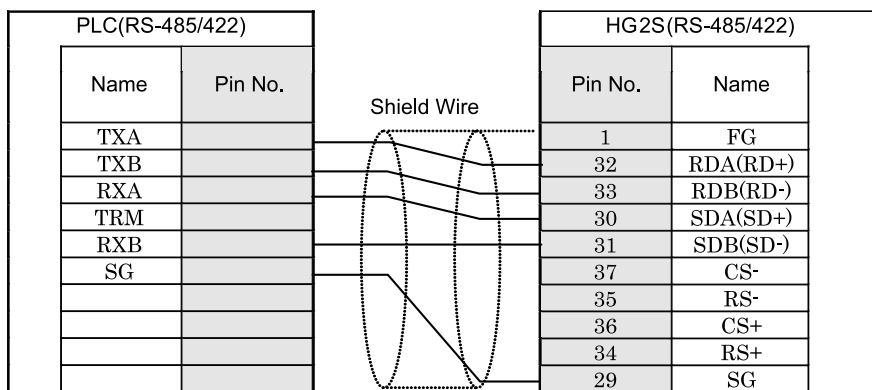 PLC(RS-485/422) HG2S(RS-485/422)
Name Pin No. Pin No. Name
Shield Wire
TXA 1 FG
TXB 32 RDA(RD+)
RXA 33 RDB(RD-)
TRM 30 SDA(SD+)
RXB 31 SDB(SD-)
SG 37 CS-
35 RS-
36 CS+
34 RS+
29 SG